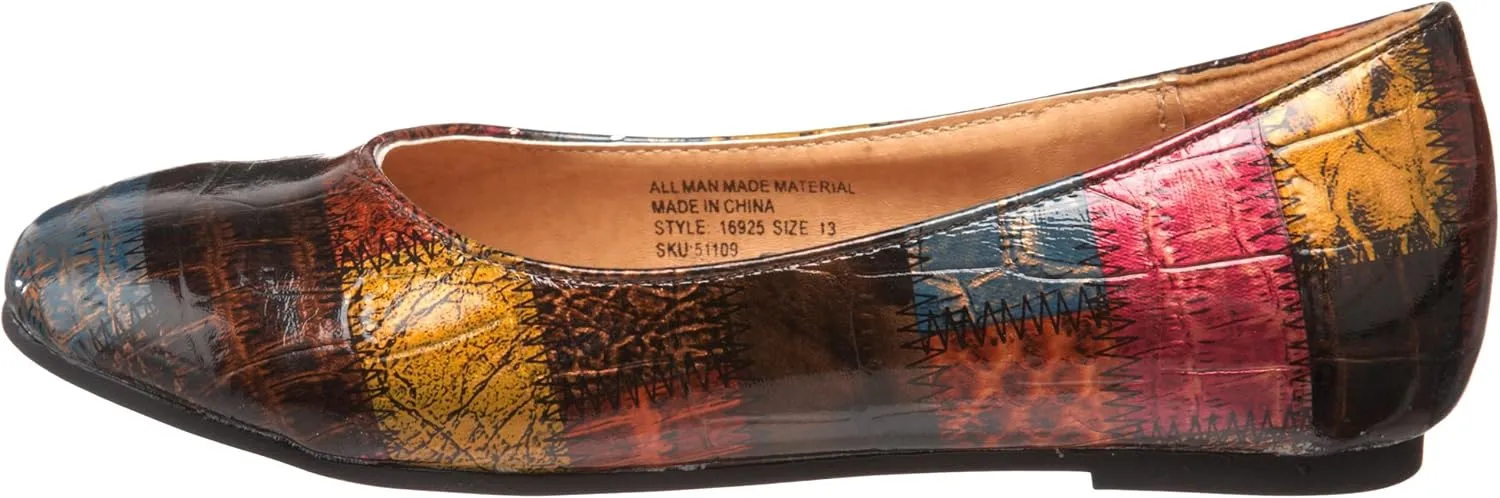 ALL MAN MADE MATERIAL
MADE IN CHINA
STYLE: 16925 SIZE 13
SKU:51109